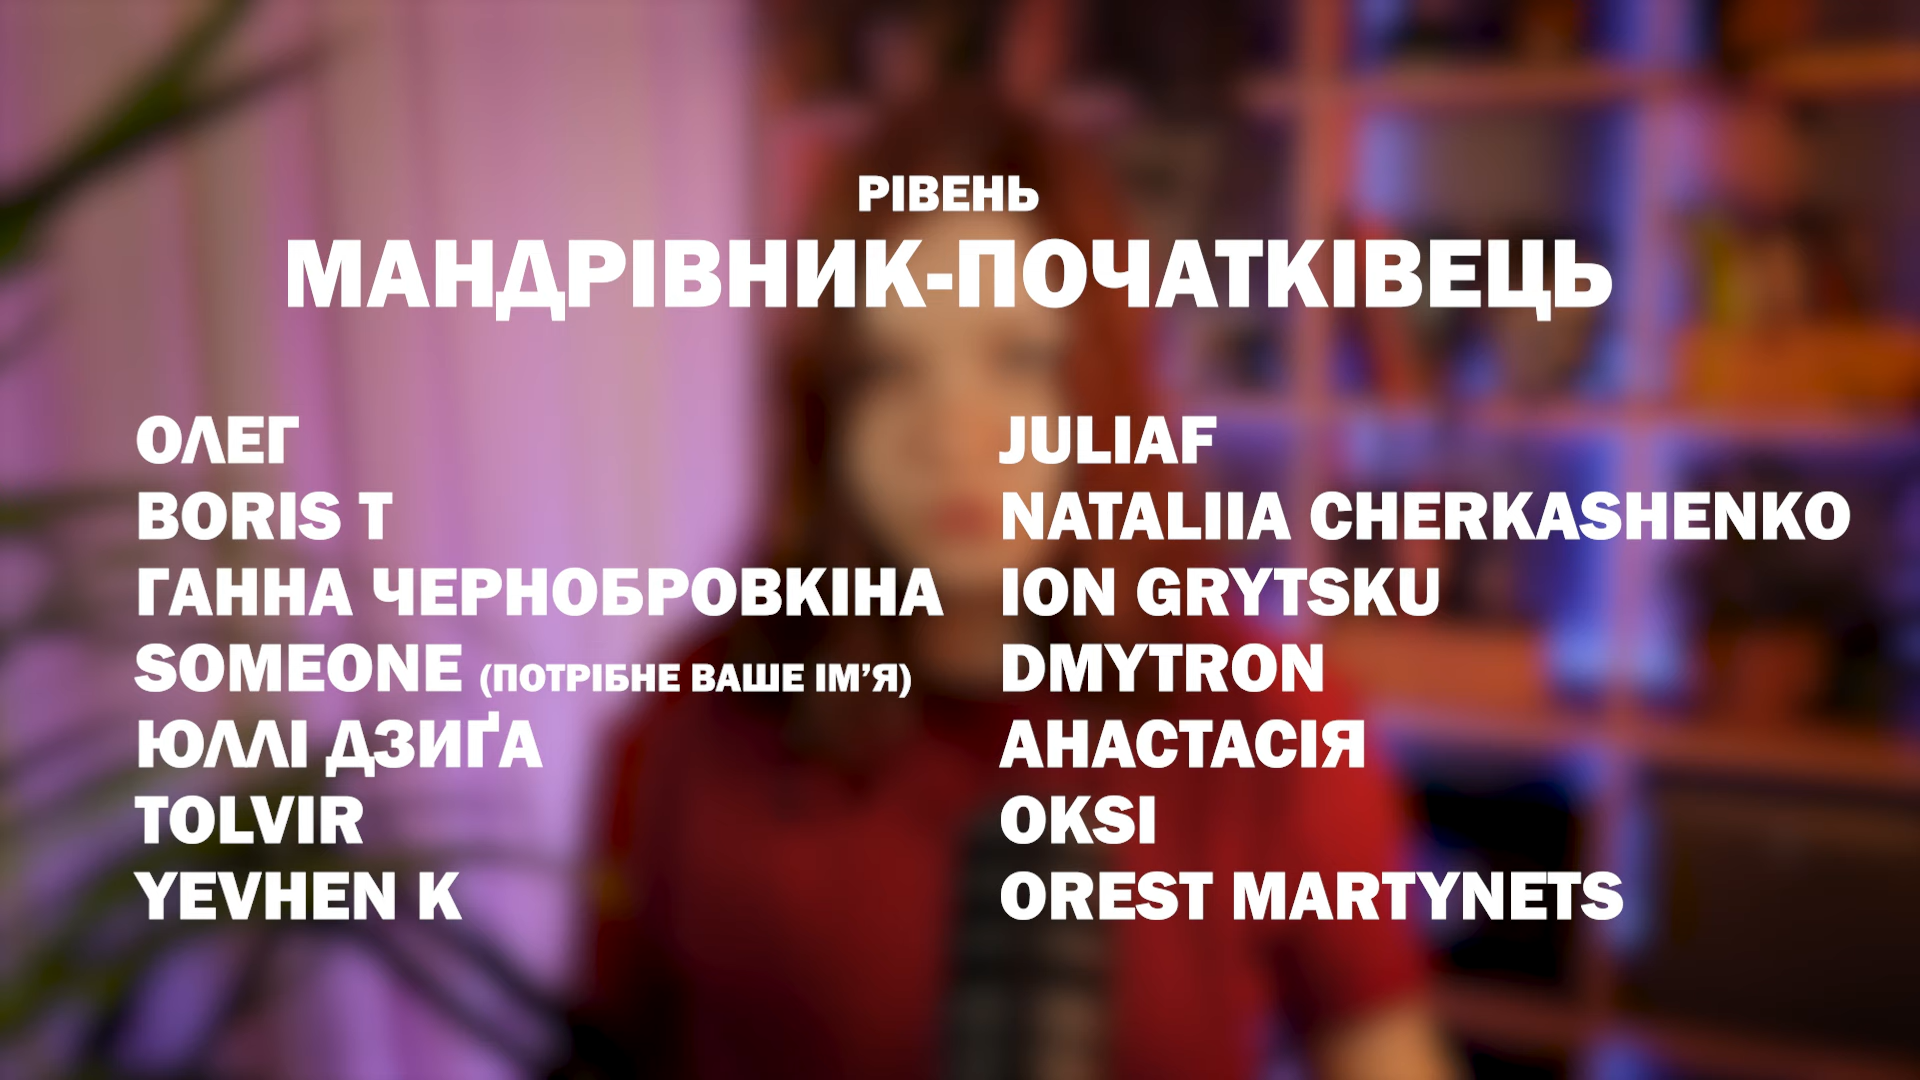 РІВЕНЬ
МАНДРІВНИК-ПОЧАТКІВЕЦЬ
ОЛЕГ
BORIS T
ГАННА ЧЕРНОБРОВКІНА
SOMEONE (ПОТРІБНЕ ВАШЕ ІМ’Я)
ЮЛЛІ ДЗИҐА
TOLVIR
YEVHEN K
JULIAF
NATALIIA CHERKASHENKO
ION GRYTSKU
DMYTRON
АНАСТАСІЯ
OKSI
OREST MARTYNETS